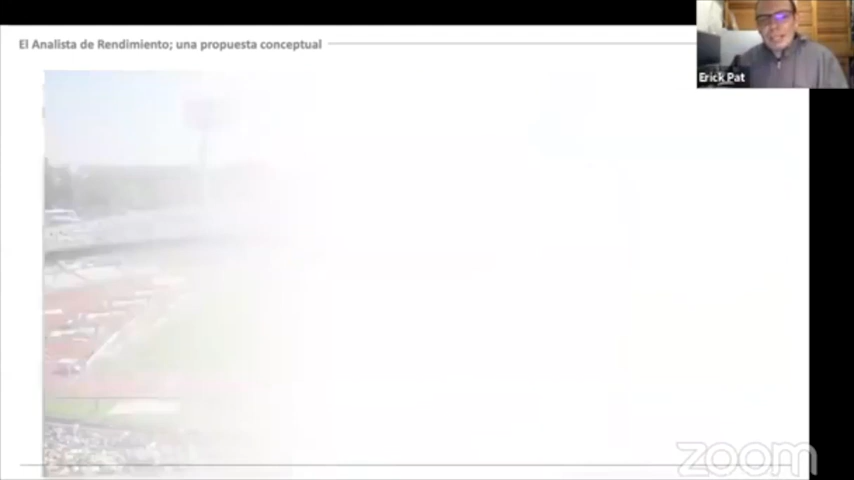 El Analista de Rendimiento; una propuesta conceptual
Erick Pat
zoom